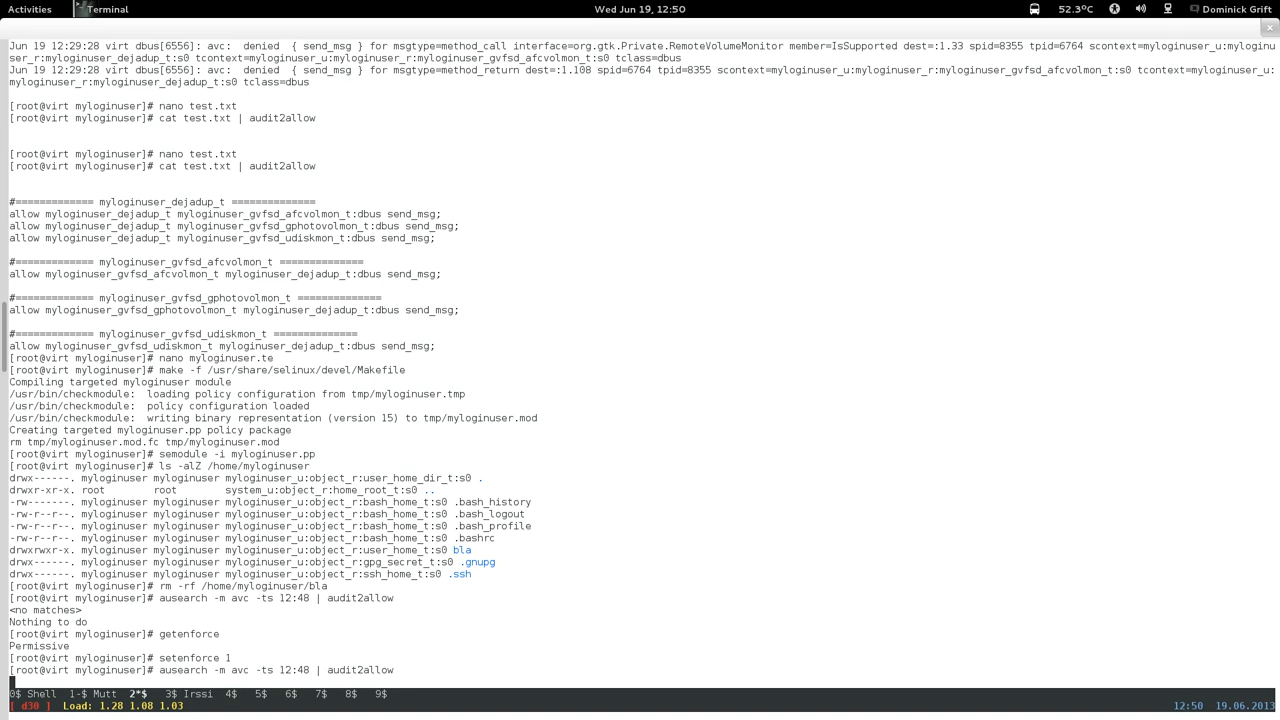 Activities Terminal Wed Jun 19, 12:50 52.3°C Dominick Grift
Jun 19 12:29:28 virt dbus[6556]: avc:  denied  { send_msg } for msgtype=method_call interface=org.gtk.Private.RemoteVolumeMonitor member=IsSupported dest=:1.33 spid=8355 tpid=6764 scontext=myloginuser_u:myloginu
ser_r:myloginuser_dejadup_t:s0 tcontext=myloginuser_u:myloginuser_r:myloginuser_gvfsd_afcvolmon_t:s0 tclass=dbus
Jun 19 12:29:28 virt dbus[6556]: avc:  denied  { send_msg } for msgtype=method_return dest=:1.108 spid=6764 tpid=8355 scontext=myloginuser_u:myloginuser_r:myloginuser_gvfsd_afcvolmon_t:s0 tcontext=myloginuser_u:
myloginuser_r:myloginuser_dejadup_t:s0 tclass=dbus
[root@virt myloginuser]# nano test.txt
[root@virt myloginuser]# cat test.txt | audit2allow
[root@virt myloginuser]# nano test.txt
[root@virt myloginuser]# cat test.txt | audit2allow
#============= myloginuser_dejadup_t ==============
allow myloginuser_dejadup_t myloginuser_gvfsd_afcvolmon_t:dbus send_msg;
allow myloginuser_dejadup_t myloginuser_gvfsd_gphotovolmon_t:dbus send_msg;
allow myloginuser_dejadup_t myloginuser_gvfsd_udiskmon_t:dbus send_msg;
#============= myloginuser_gvfsd_afcvolmon_t ==============
allow myloginuser_gvfsd_afcvolmon_t myloginuser_dejadup_t:dbus send_msg;
#============= myloginuser_gvfsd_gphotovolmon_t ==============
allow myloginuser_gvfsd_gphotovolmon_t myloginuser_dejadup_t:dbus send_msg;
#============= myloginuser_gvfsd_udiskmon_t ==============
allow myloginuser_gvfsd_udiskmon_t myloginuser_dejadup_t:dbus send_msg;
[root@virt myloginuser]# nano myloginuser.te
[root@virt myloginuser]# make -f /usr/share/selinux/devel/Makefile
Compiling targeted myloginuser module
/usr/bin/checkmodule:  loading policy configuration from tmp/myloginuser.tmp
/usr/bin/checkmodule:  policy configuration loaded
/usr/bin/checkmodule:  writing binary representation (version 15) to tmp/myloginuser.mod
Creating targeted myloginuser.pp policy package
rm tmp/myloginuser.mod.fc tmp/myloginuser.mod
[root@virt myloginuser]# semodule -i myloginuser.pp
[root@virt myloginuser]# ls -alZ /home/myloginuser
drwx------. myloginuser myloginuser myloginuser_u:object_r:user_home_dir_t:s0 .
drwxr-xr-x. root        root        system_u:object_r:home_root_t:s0 ..
-rw-------. myloginuser myloginuser myloginuser_u:object_r:bash_home_t:s0 .bash_history
-rw-r--r--. myloginuser myloginuser myloginuser_u:object_r:bash_home_t:s0 .bash_logout
-rw-r--r--. myloginuser myloginuser myloginuser_u:object_r:bash_home_t:s0 .bash_profile
-rw-r--r--. myloginuser myloginuser myloginuser_u:object_r:bash_home_t:s0 .bashrc
drwxrwxr-x. myloginuser myloginuser myloginuser_u:object_r:user_home_t:s0 bla
drwx------. myloginuser myloginuser myloginuser_u:object_r:gpg_secret_t:s0 .gnupg
drwx------. myloginuser myloginuser myloginuser_u:object_r:ssh_home_t:s0 .ssh
[root@virt myloginuser]# rm -rf /home/myloginuser/bla
[root@virt myloginuser]# ausearch -m avc -ts 12:48 | audit2allow
<no matches>
Nothing to do
[root@virt myloginuser]# getenforce
Permissive
[root@virt myloginuser]# setenforce 1
[root@virt myloginuser]# ausearch -m avc -ts 12:48 | audit2allow
0$ Shell  1-$ Mutt  2*$   3$ Irssi  4$   5$   6$   7$   8$   9$
[ d30 ]  Load: 1.28 1.08 1.03 12:50  19.06.2013